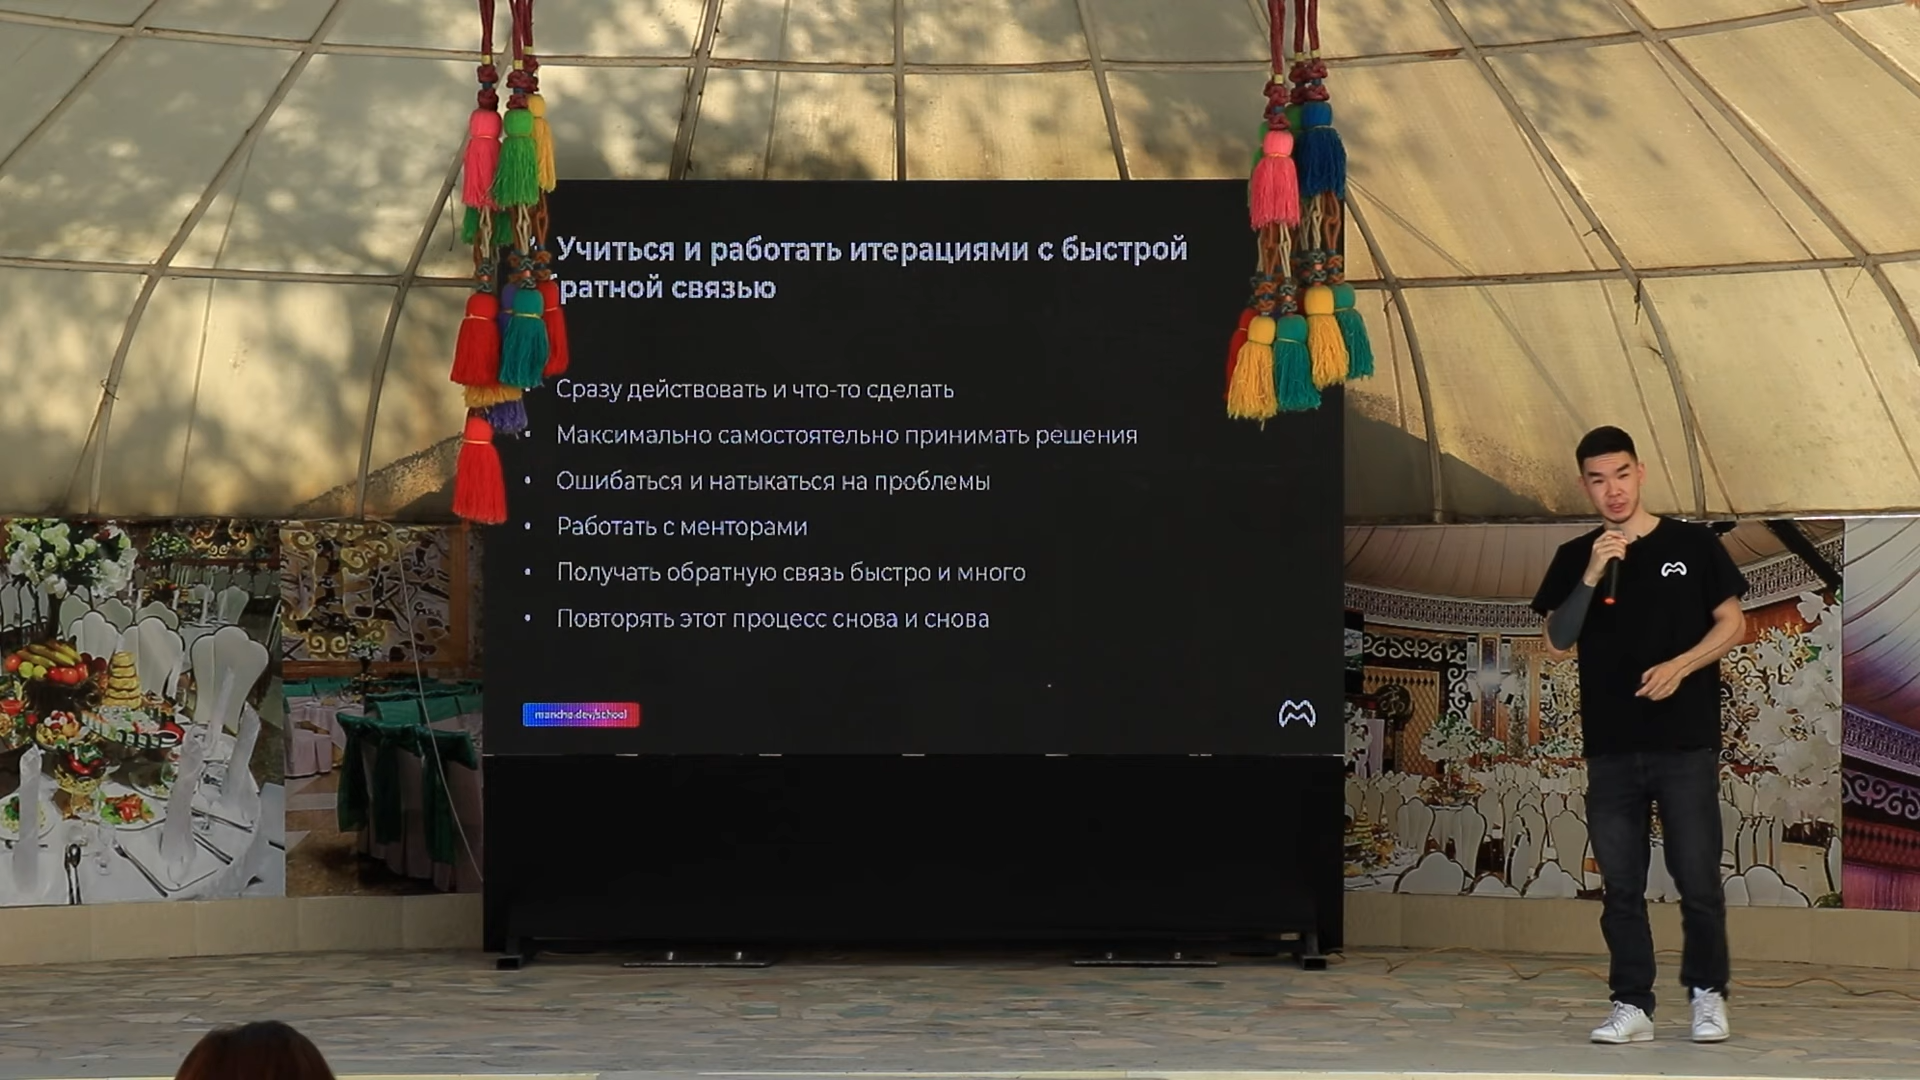 Учиться и работать итерациями с быстрой
братной связью
• Сразу действовать и что-то сделать
• Максимально самостоятельно принимать решения
• Ошибаться и натыкаться на проблемы
• Работать с менторами
• Получать обратную связь быстро и много
• Повторять этот процесс снова и снова
mancho.dev/school